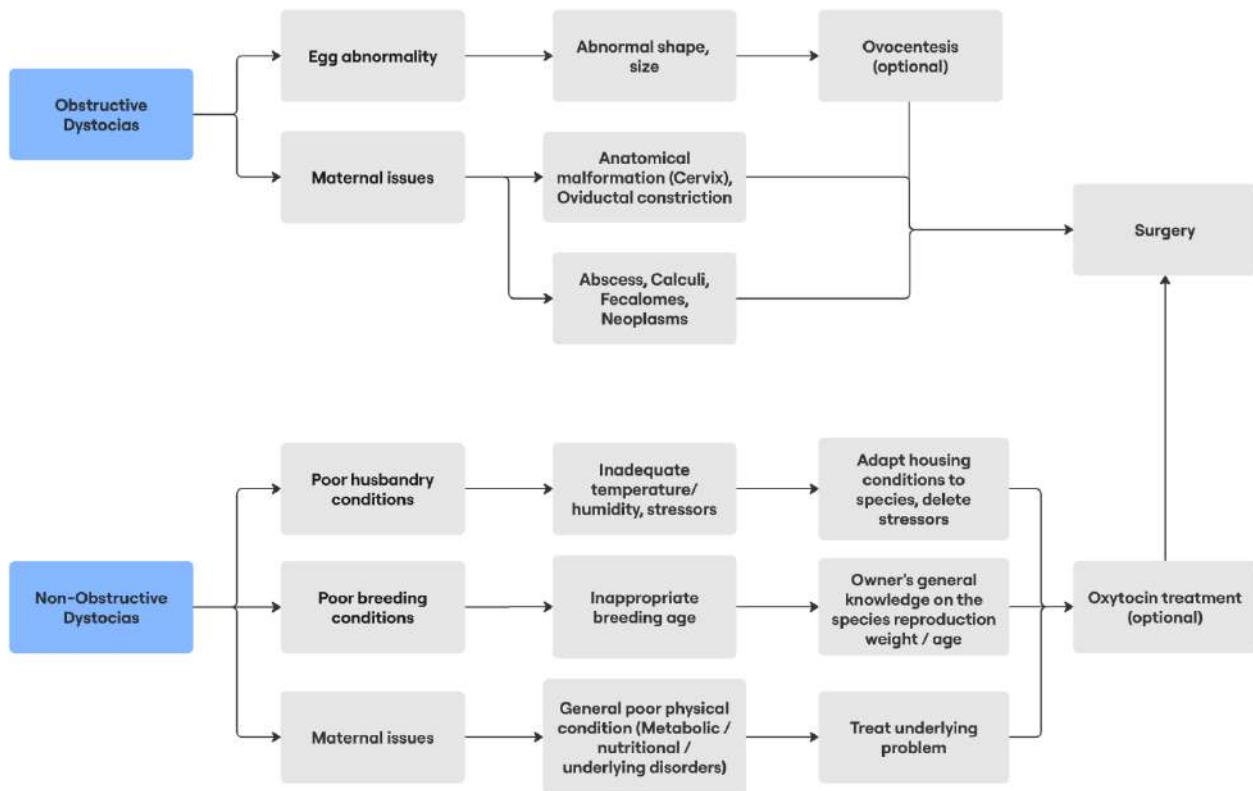 Egg abnormality
Abnormal shape,
size
Ovocentesis
(optional)
Obstructive
Dystocias
Maternal issues
Anatomical
malformation (Cervix),
Oviductal constriction
Surgery
Abscess, Calculi,
Fecalomes,
Neoplasms
Poor husbandry
conditions
Inadequate
temperature/
humidity, stressors
Adapt housing
conditions to
species, delete
stressors
Non-Obstructive
Dystocias
Poor breeding
conditions
Inappropriate
breeding age
Owner's general
knowledge on the
species reproduction
weight / age
Oxytocin treatment
(optional)
Maternal issues
General poor physical
condition (Metabolic /
nutritional /
underlying disorders)
Treat underlying
problem